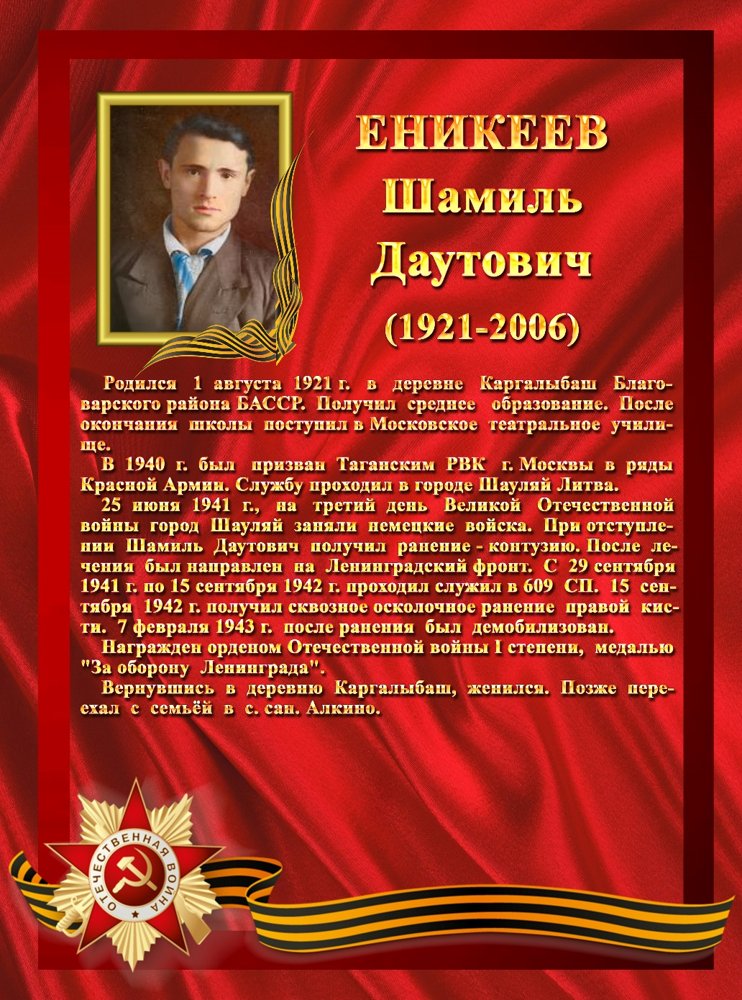 ЕНИКЕЕВ
Шамиль
Даутович
(1921-2006)
Родился 1 августа 1921 г. в деревне Каргалыбаш Благо-
варского района БАССР. Получил среднее образование. После
окончания школы поступил в Московское театральное учили-
ще.
В 1940 г. был призван Таганским РВК г. Москвы в ряды
Красной Армии. Службу проходил в городе Шауляй Литва.
25 июня 1941 г., на третий день Великой Отечественной
войны город Шауляй заняли немецкие войска. При отступле-
нии Шамиль Даутович получил ранение - контузию. После ле-
чения был направлен на Ленинградский фронт. С 29 сентября
1941 г. по 15 сентября 1942 г. проходил служил в 609 СП. 15 сен-
тября 1942 г. получил сквозное осколочное ранение правой кис-
ти. 7 февраля 1943 г. после ранения был демобилизован.
Награжден орденом Отечественной войны I степени, медалью
"За оборону Ленинграда".
Вернувшись в деревню Каргалыбаш, женился. Позже пере-
ехал с семьёй в с. сан. Алкино.
ОТЕЧЕСТВЕННАЯ ВОЙНА